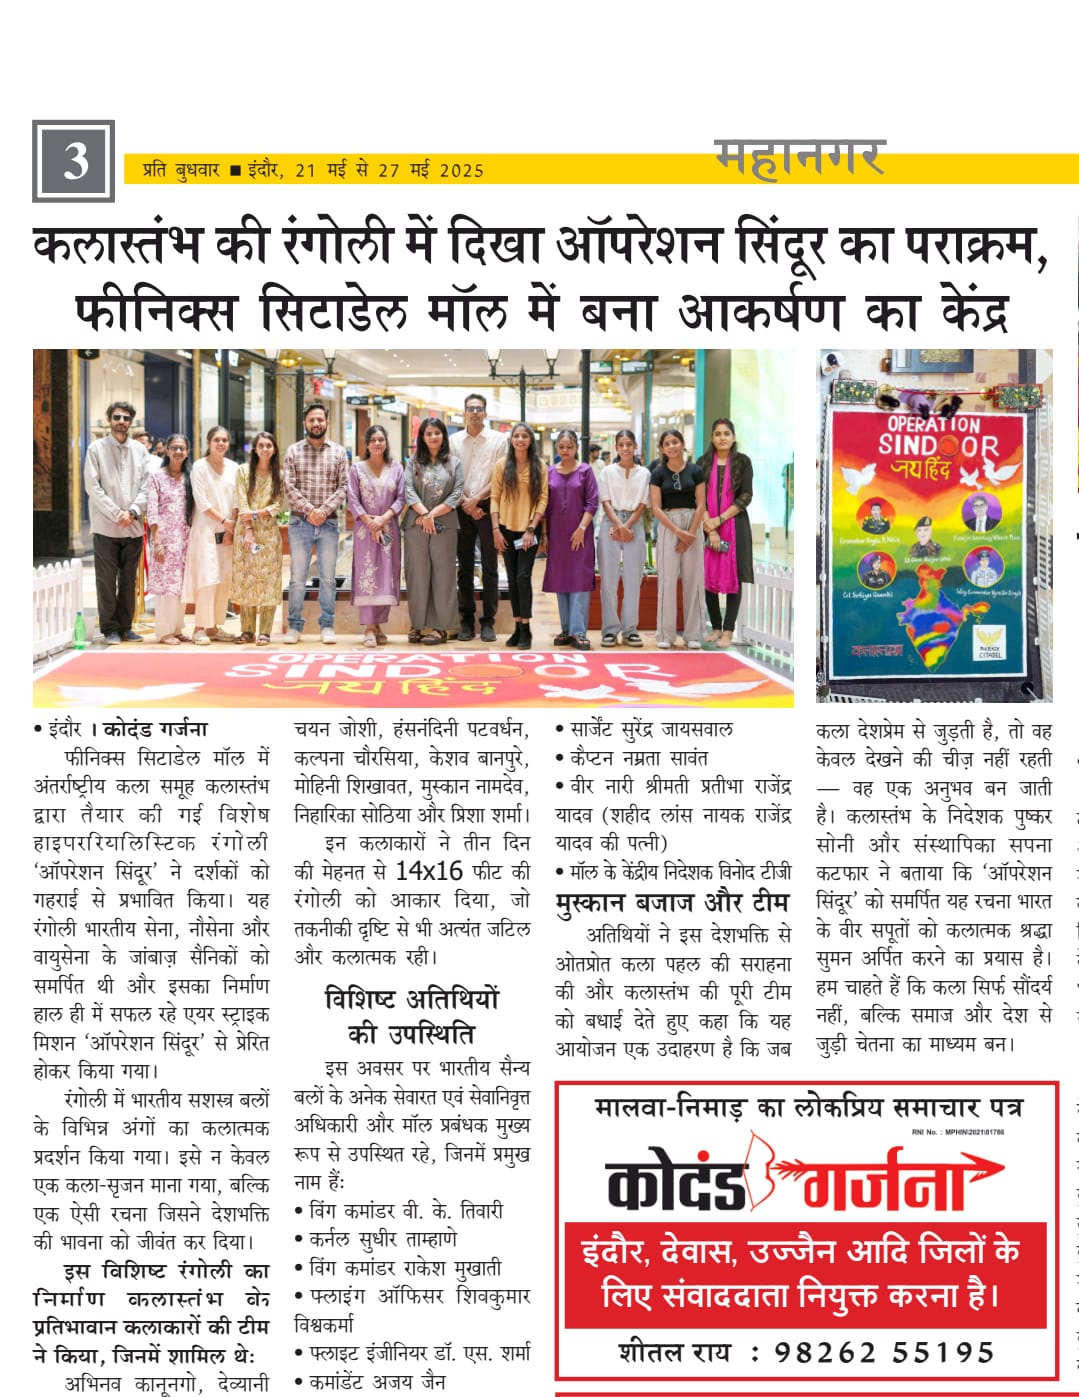 3
प्रति बुधवार ■ इंदौर, 21 मई से 27 मई 2025
महानगर
कलास्तंभ की रंगोली में दिखा ऑपरेशन सिंदूर का पराक्रम,
फीनिक्स सिटाडेल मॉल में बना आकर्षण का केंद्र
OPERATION
SINDOOR
जय हिंद
OPERATION
SINDOOR
जय हिंद
कलास्तंभ
PHOENIX
CITADEL
• इंदौर । कोदंड गर्जना
फीनिक्स सिटाडेल मॉल में
अंतर्राष्ट्रीय कला समूह कलास्तंभ
द्वारा तैयार की गई विशेष
हाइपररियालिस्टिक रंगोली
‘ऑपरेशन सिंदूर’ ने दर्शकों को
गहराई से प्रभावित किया। यह
रंगोली भारतीय सेना, नौसेना और
वायुसेना के जांबाज़ सैनिकों को
समर्पित थी और इसका निर्माण
हाल ही में सफल रहे एयर स्ट्राइक
मिशन ‘ऑपरेशन सिंदूर’ से प्रेरित
होकर किया गया।
रंगोली में भारतीय सशस्त्र बलों
के विभिन्न अंगों का कलात्मक
प्रदर्शन किया गया। इसे न केवल
एक कला-सृजन माना गया, बल्कि
एक ऐसी रचना जिसने देशभक्ति
की भावना को जीवंत कर दिया।
इस विशिष्ट रंगोली का
निर्माण कलास्तंभ के
प्रतिभावान कलाकारों की टीम
ने किया, जिनमें शामिल थे:
अभिनव कानूनगो, देव्यानी
चयन जोशी, हंसनंदिनी पटवर्धन,
कल्पना चौरसिया, केशव बानपुरे,
मोहिनी शिखावत, मुस्कान नामदेव,
निहारिका सोठिया और प्रिशा शर्मा।
इन कलाकारों ने तीन दिन
की मेहनत से 14x16 फीट की
रंगोली को आकार दिया, जो
तकनीकी दृष्टि से भी अत्यंत जटिल
और कलात्मक रही।
विशिष्ट अतिथियों
की उपस्थिति
इस अवसर पर भारतीय सैन्य
बलों के अनेक सेवारत एवं सेवानिवृत्त
अधिकारी और मॉल प्रबंधक मुख्य
रूप से उपस्थित रहे, जिनमें प्रमुख
नाम हैं:
• विंग कमांडर वी. के. तिवारी
• कर्नल सुधीर ताम्हाणे
• विंग कमांडर राकेश मुखाती
• फ्लाइंग ऑफिसर शिवकुमार
विश्वकर्मा
• फ्लाइट इंजीनियर डॉ. एस. शर्मा
• कमांडेंट अजय जैन
• सार्जेंट सुरेंद्र जायसवाल
• कैप्टन नम्रता सावंत
• वीर नारी श्रीमती प्रतीभा राजेंद्र
यादव (शहीद लांस नायक राजेंद्र
यादव की पत्नी)
• मॉल के केंद्रीय निदेशक विनोद टीजी
मुस्कान बजाज और टीम
अतिथियों ने इस देशभक्ति से
ओतप्रोत कला पहल की सराहना
की और कलास्तंभ की पूरी टीम
को बधाई देते हुए कहा कि यह
आयोजन एक उदाहरण है कि जब
कला देशप्रेम से जुड़ती है, तो वह
केवल देखने की चीज़ नहीं रहती
— वह एक अनुभव बन जाती
है। कलास्तंभ के निदेशक पुष्कर
सोनी और संस्थापिका सपना
कटफार ने बताया कि ‘ऑपरेशन
सिंदूर’ को समर्पित यह रचना भारत
के वीर सपूतों को कलात्मक श्रद्धा
सुमन अर्पित करने का प्रयास है।
हम चाहते हैं कि कला सिर्फ सौंदर्य
नहीं, बल्कि समाज और देश से
जुड़ी चेतना का माध्यम बन।
मालवा-निमाड़ का लोकप्रिय समाचार पत्र
RNI No. : MPHIN\2021\81786
कोदंड गर्जना
इंदौर, देवास, उज्जैन आदि जिलों के
लिए संवाददाता नियुक्त करना है।
शीतल राय : 98262 55195